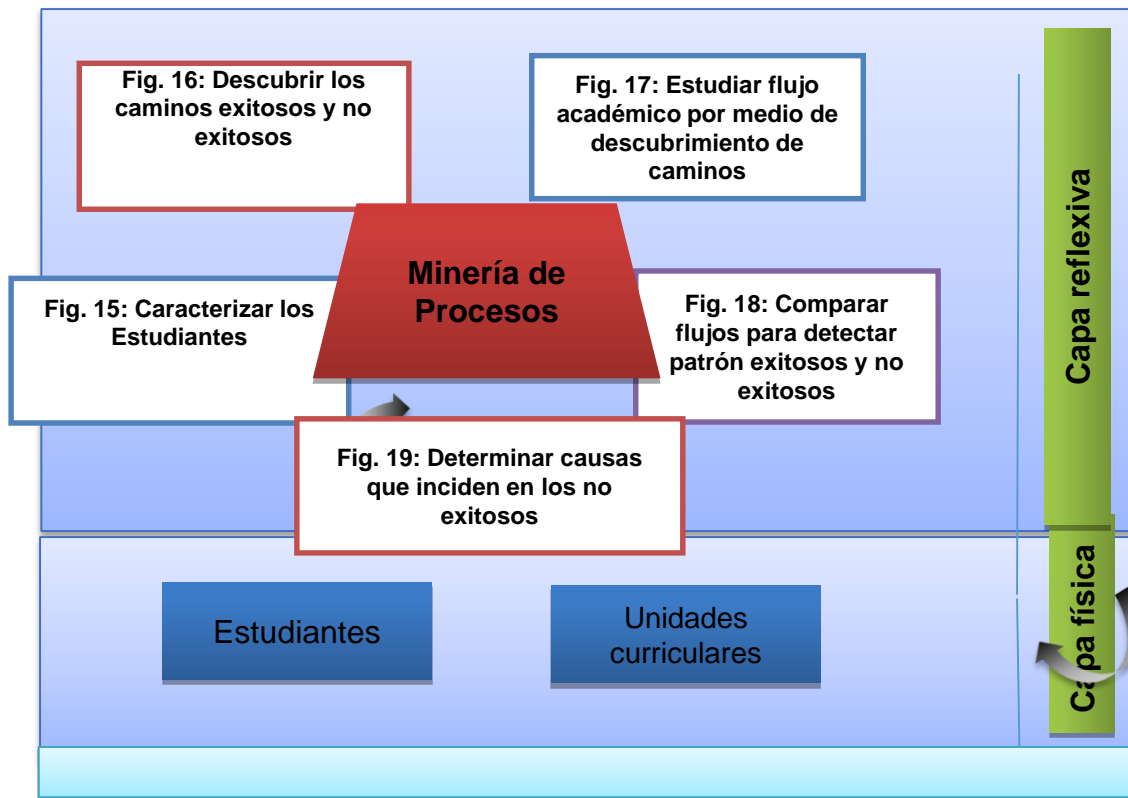 Fig. 16: Descubrir los
caminos exitosos y no
exitosos
Fig. 17: Estudiar flujo
académico por medio de
descubrimiento de
caminos
Minería de
Procesos
Fig. 15: Caracterizar los
Estudiantes
Fig. 18: Comparar
flujos para detectar
patrón exitosos y no
exitosos
Fig. 19: Determinar causas
que inciden en los no
exitosos
Capa reflexiva
Estudiantes
Unidades
curriculares
Capa física